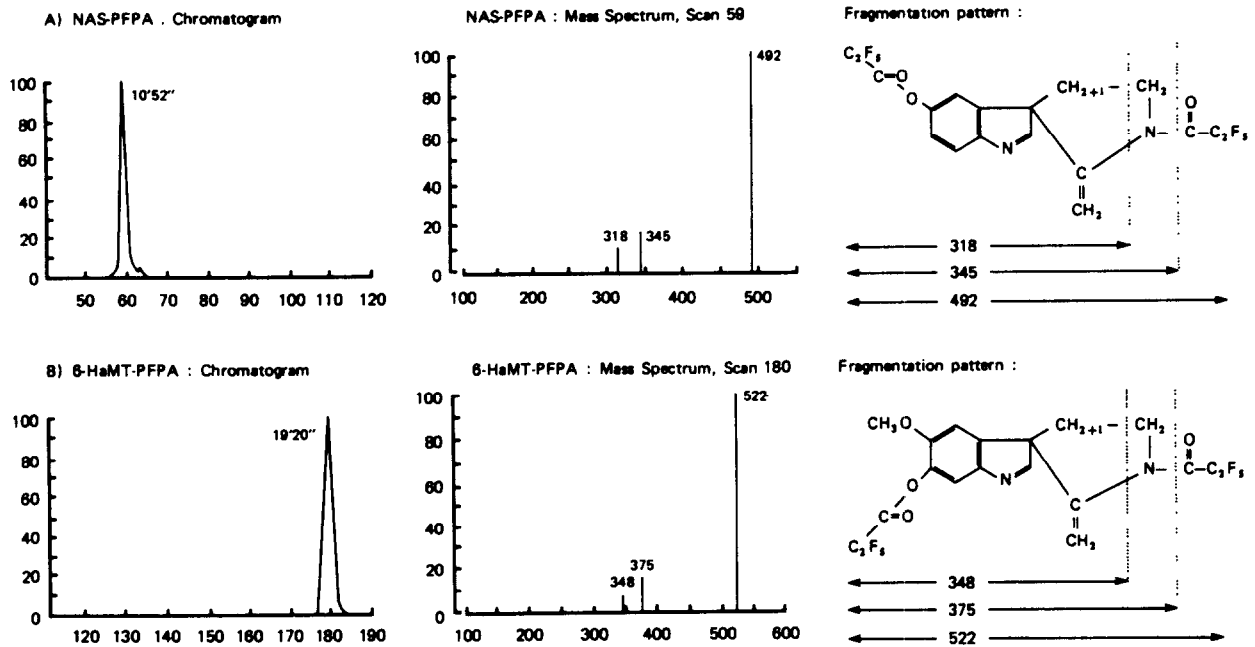 A) NAS-PFPA . Chromatogram
100
80
60
40
20
0
10'52"
50 60 70 80 90 100 110 120
NAS-PFPA : Mass Spectrum, Scan 59
100
80
60
40
20
0
492
318
345
100 200 300 400 500
Fragmentation pattern :
C2F5
C=O
O
CH2+1-
CH2
O
N-
C-C2F5
N
C
CH2
318
345
492
B) 6-HaMT-PFPA : Chromatogram
100
80
60
40
20
0
19'20"
120 130 140 150 160 170 180 190
6-HaMT-PFPA : Mass Spectrum, Scan 180
100
80
60
40
20
0
522
375
348
100 200 300 400 500 600
Fragmentation pattern :
CH3O
CH2+1-
CH2
O
N-
C-C2F5
N
O
C=O
C2F5
C
CH2
348
375
522